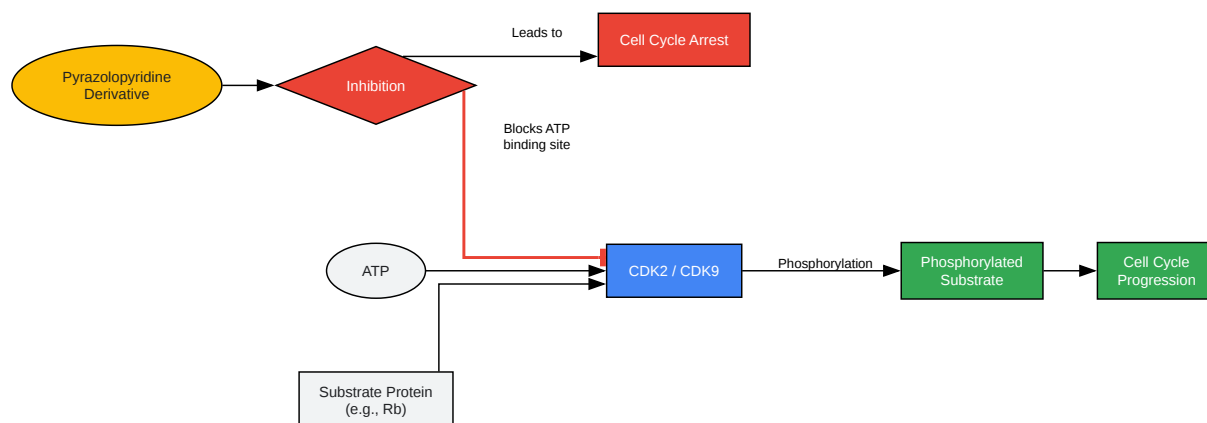 Leads to
Cell Cycle Arrest
Pyrazolopyridine
Derivative
Inhibition
Blocks ATP
binding site
ATP
CDK2 / CDK9
Phosphorylation
Phosphorylated
Substrate
Cell Cycle
Progression
Substrate Protein
(e.g., Rb)